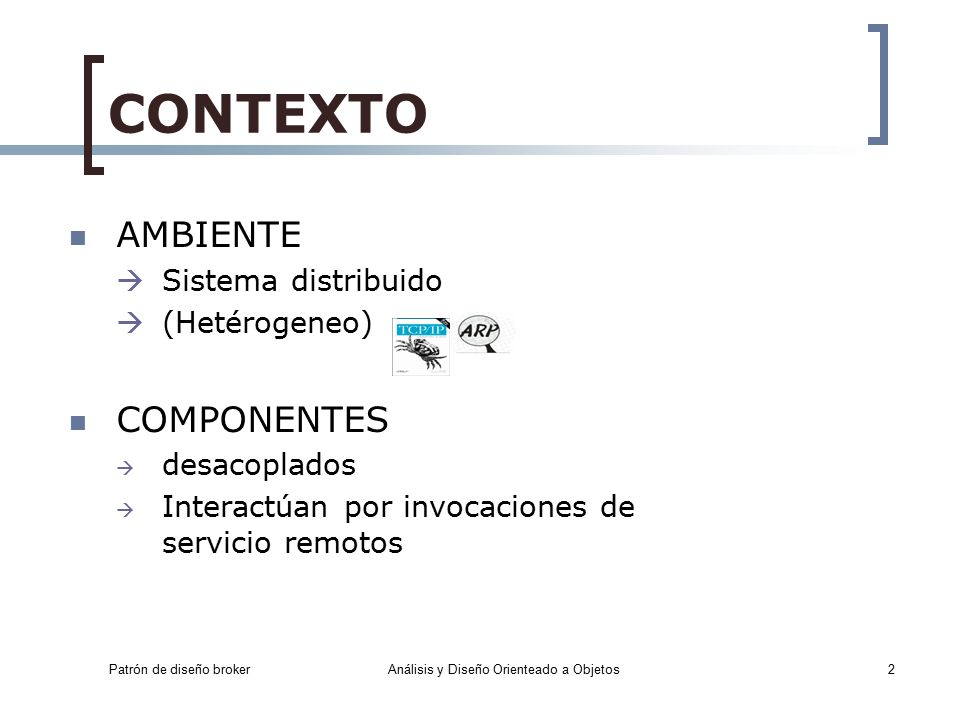 CONTEXTO
AMBIENTE
→ Sistema distribuido
→ (Hetérogeneo)
TCP/IP
ARP
COMPONENTES
→ desacoplados
→ Interactúan por invocaciones de
servicio remotos
Patrón de diseño broker
Análisis y Diseño Orienteado a Objetos
2